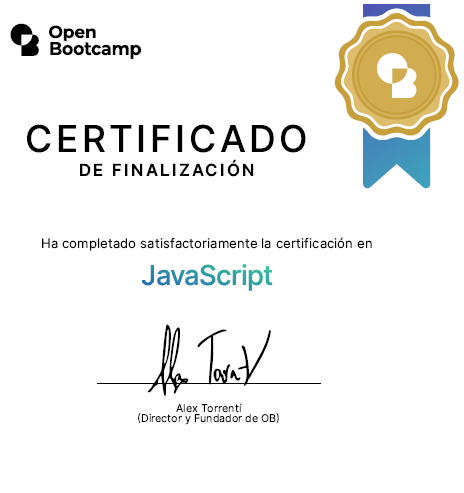 Open
Bootcamp
CERTIFICADO
DE FINALIZACIÓN
Ha completado satisfactoriamente la certificación en
JavaScript
Alex Torrent
Alex Torrentí
(Director y Fundador de OB)